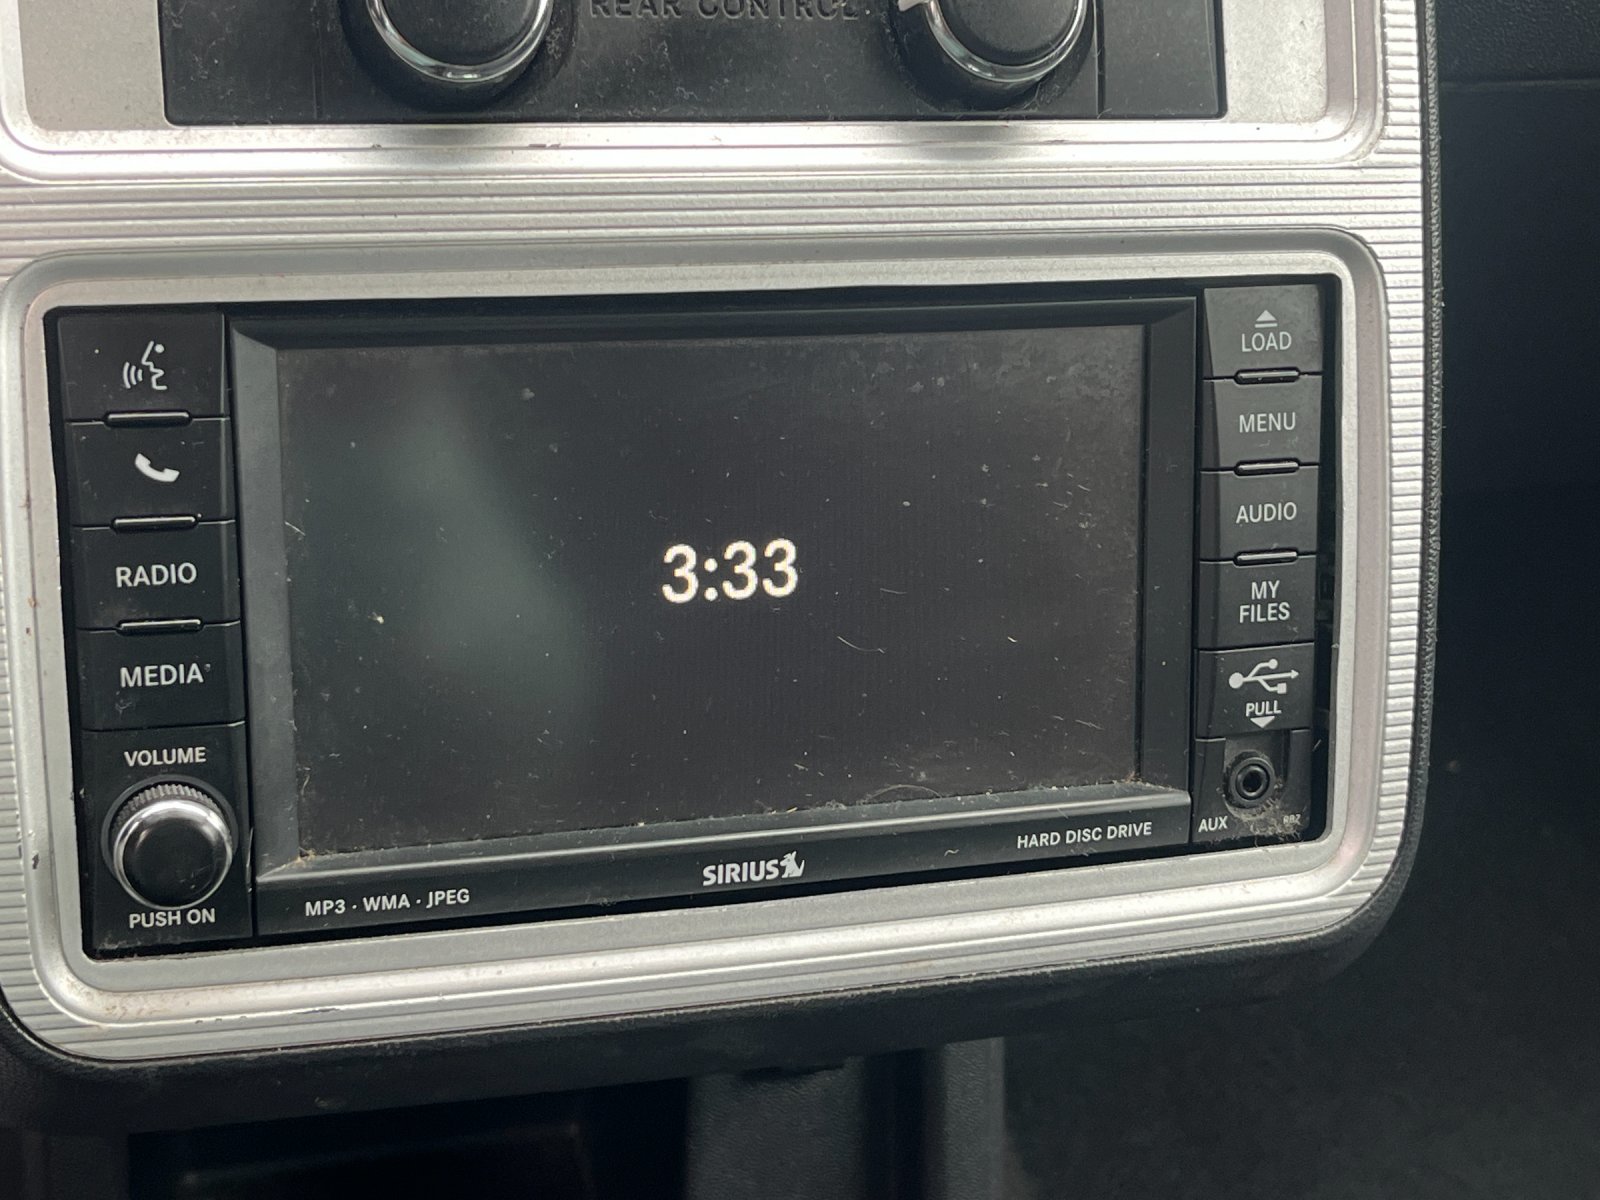 REAR CONTROL
LOAD
MENU
RADIO
AUDIO
3:33
MY
FILES
MEDIA
PULL
VOLUME
AUX
RBZ
HARD DISC DRIVE
SIRIUS
MP3 · WMA · JPEG
PUSH ON